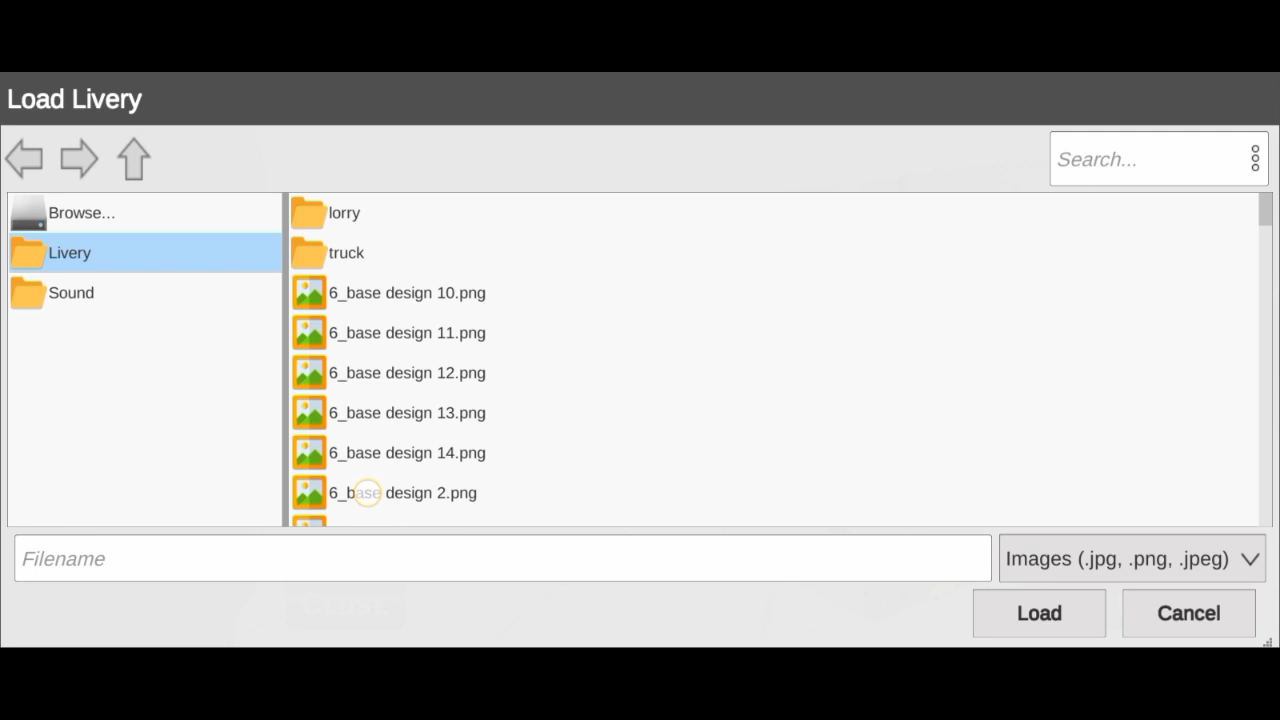 Load Livery
Search...
Browse...
Livery
Sound
lorry
truck
6_base design 10.png
6_base design 11.png
6_base design 12.png
6_base design 13.png
6_base design 14.png
6_base design 2.png
Filename
Images (.jpg, .png, .jpeg)
Load
Cancel